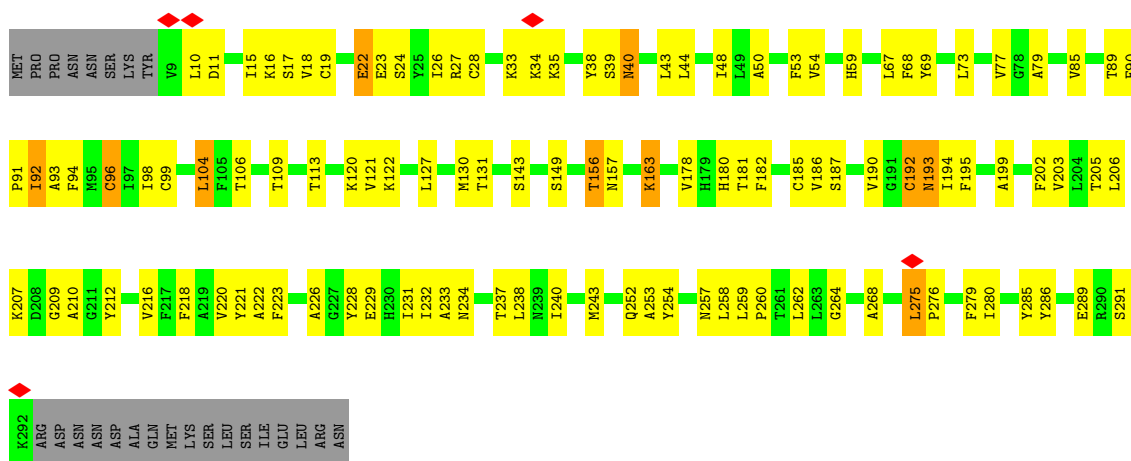 MET PRO PRO ASN ASN SER LYS TYR V9 L10 D11 I15 K16 S17 V18 C19 E22 E23 S24 Y25 I26 R27 C28 K33 K34 K35 Y38 S39 N40 L43 L44 I48 L49 A50 F53 V54 H59 L67 F68 Y69 L73 V77 G78 A79 V85 T89 F90
P91 I92 A93 F94 M95 C96 I97 I98 C99 L104 F105 T106 T109 T113 K120 V121 K122 L127 M130 T131 S143 S149 T156 N157 K163 V178 H179 H180 T181 F182 C185 V186 S187 V190 G191 C192 N193 I194 F195 A199 F202 V203 L204 T205 L206
K207 D208 G209 A210 G211 Y212 V216 F217 F218 A219 V220 Y221 A222 F223 A226 G227 Y228 E229 H230 I231 I232 A233 N234 T237 L238 N239 I240 M243 Q252 A253 Y254 N257 L258 L259 P260 T261 L262 L263 G264 A268 L275 P276 F279 I280 Y285 Y286 E289 R290 S291
K292 ARG ASP ASN ASN ASP ALA GLN MET LYS SER LEU SER ILE GLU LEU ARG ASN